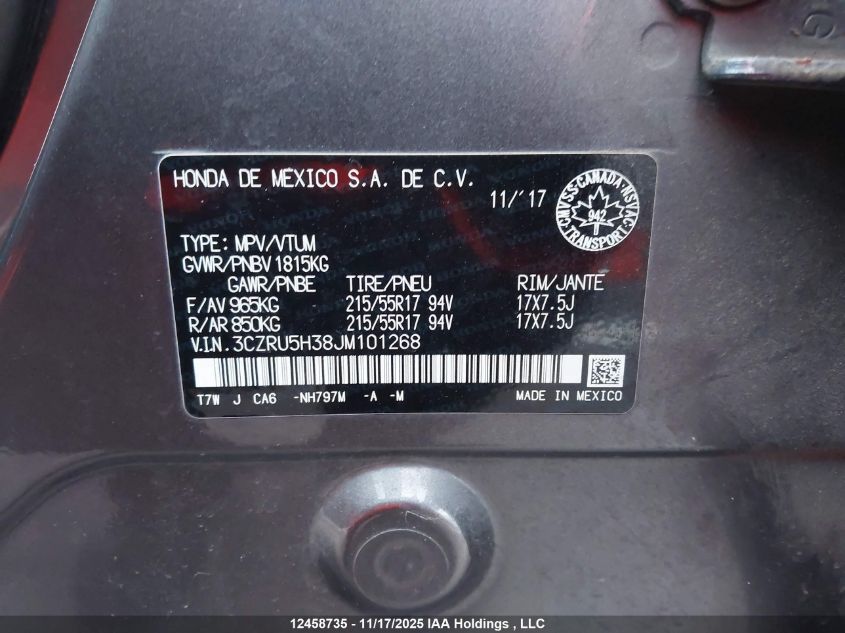 HONDA DE MEXICO S.A. DE C.V.
11/'17
CMVSS·CANADA·NSVAC
942
TRANSPORT
TYPE: MPV/VTUM
GVWR/PNBV 1815KG
GAWR/PNBE TIRE/PNEU RIM/JANTE
F/AV 965KG 215/55R17 94V 17X7.5J
R/AR 850KG 215/55R17 94V 17X7.5J
V.I.N. 3CZRU5H38JM101268
T7W J CA6 -NH797M -A -M MADE IN MEXICO
G
12458735 - 11/17/2025 IAA Holdings , LLC